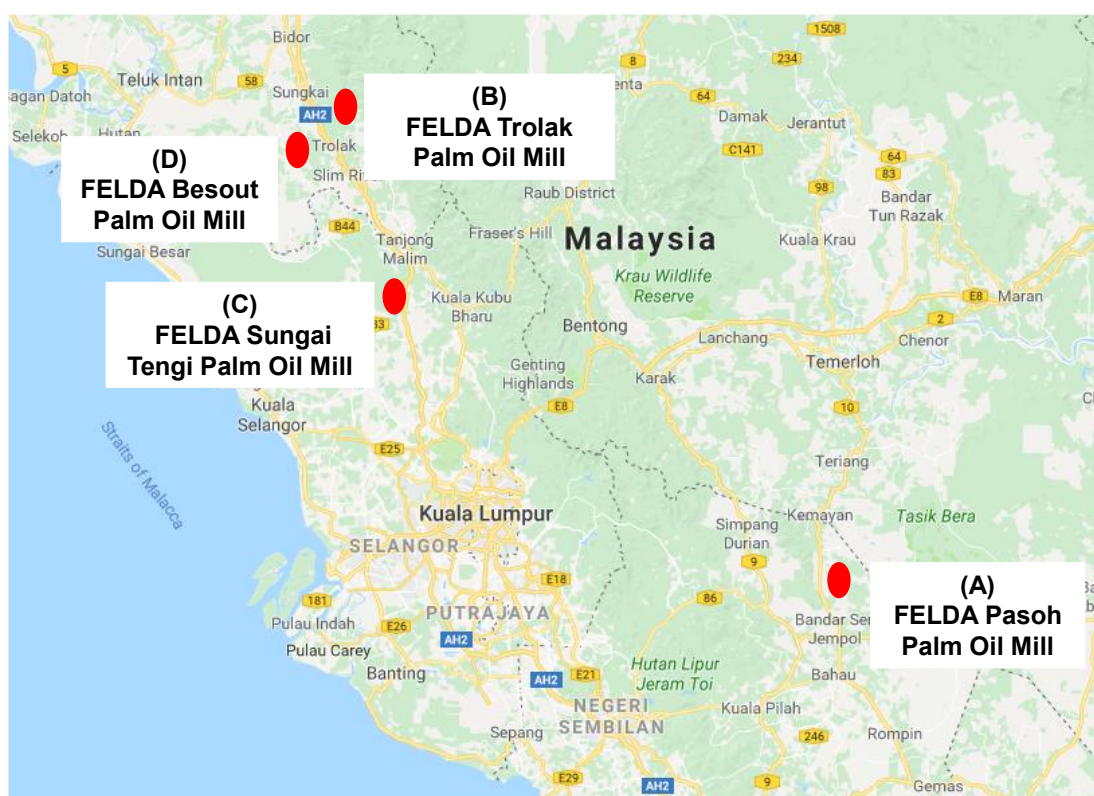 1508
Bidor
5
Teluk Intan
58
234
8
Sungkai
AH2
64
Damak
Jerantut
Selekoh
Hutan
Trolak
C141
64
Slim River
83
98
Bandar
Tun Razak
Raub District
(B)
FELDA Trolak
Palm Oil Mill
(D)
FELDA Besout
Palm Oil Mill
B44
Fraser's Hill
Malaysia
Kuala Krau
Sungai Besar
Tanjong
Malim
Krau Wildlife
Reserve
E8
Maran
(C)
FELDA Sungai
Tengi Palm Oil Mill
Kuala Kubu
Bharu
Bentong
Lanchang
2
Chenor
Temerloh
Genting
Highlands
Karak
Kuala
Selangor
E8
10
Straits of Malacca
E25
Teriang
Kuala Lumpur
Simpang
Durian
Kemayan
Tasik Bera
SELANGOR
9
E18
181
86
PUTRAJAYA
(A)
FELDA Pasoh
Palm Oil Mill
Pulau Indah
E26
AH2
Bandar
Jempol
Pulau Carey
Banting
Hutan Lipur
Jeram Toi
E21
AH2
Bahau
NEGERI
SEMBILAN
Kuala Pilah
Sepang
246
Rompin
E29
AH2
9
Gemas